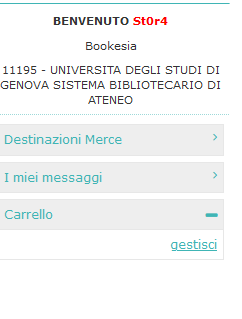 BENVENUTO St0r4
Bookesia
11195 - UNIVERSITA DEGLI STUDI DI
GENOVA SISTEMA BIBLIOTECARIO DI
ATENEO
Destinazioni Merce
I miei messaggi
Carrello
gestisci